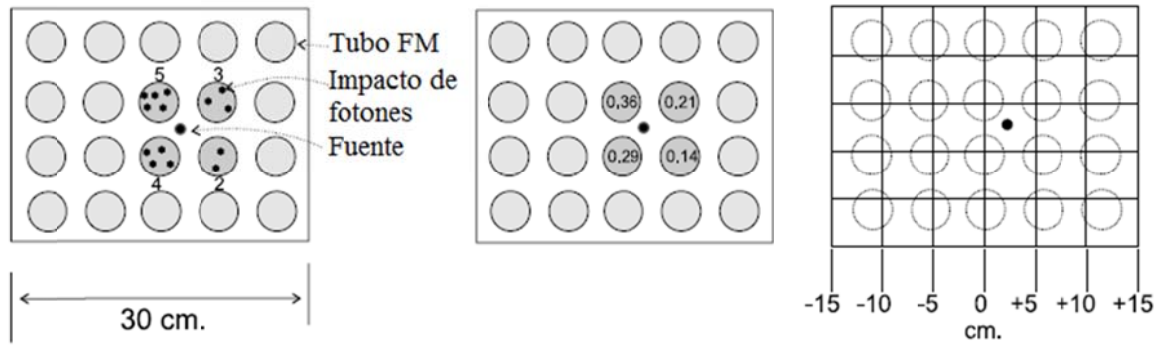 5 3
4 2
Tubo FM
Impacto de
fotones
Fuente
30 cm.
0,36 0,21
0,29 0,14
-15 -10 -5 0 +5 +10 +15
cm.